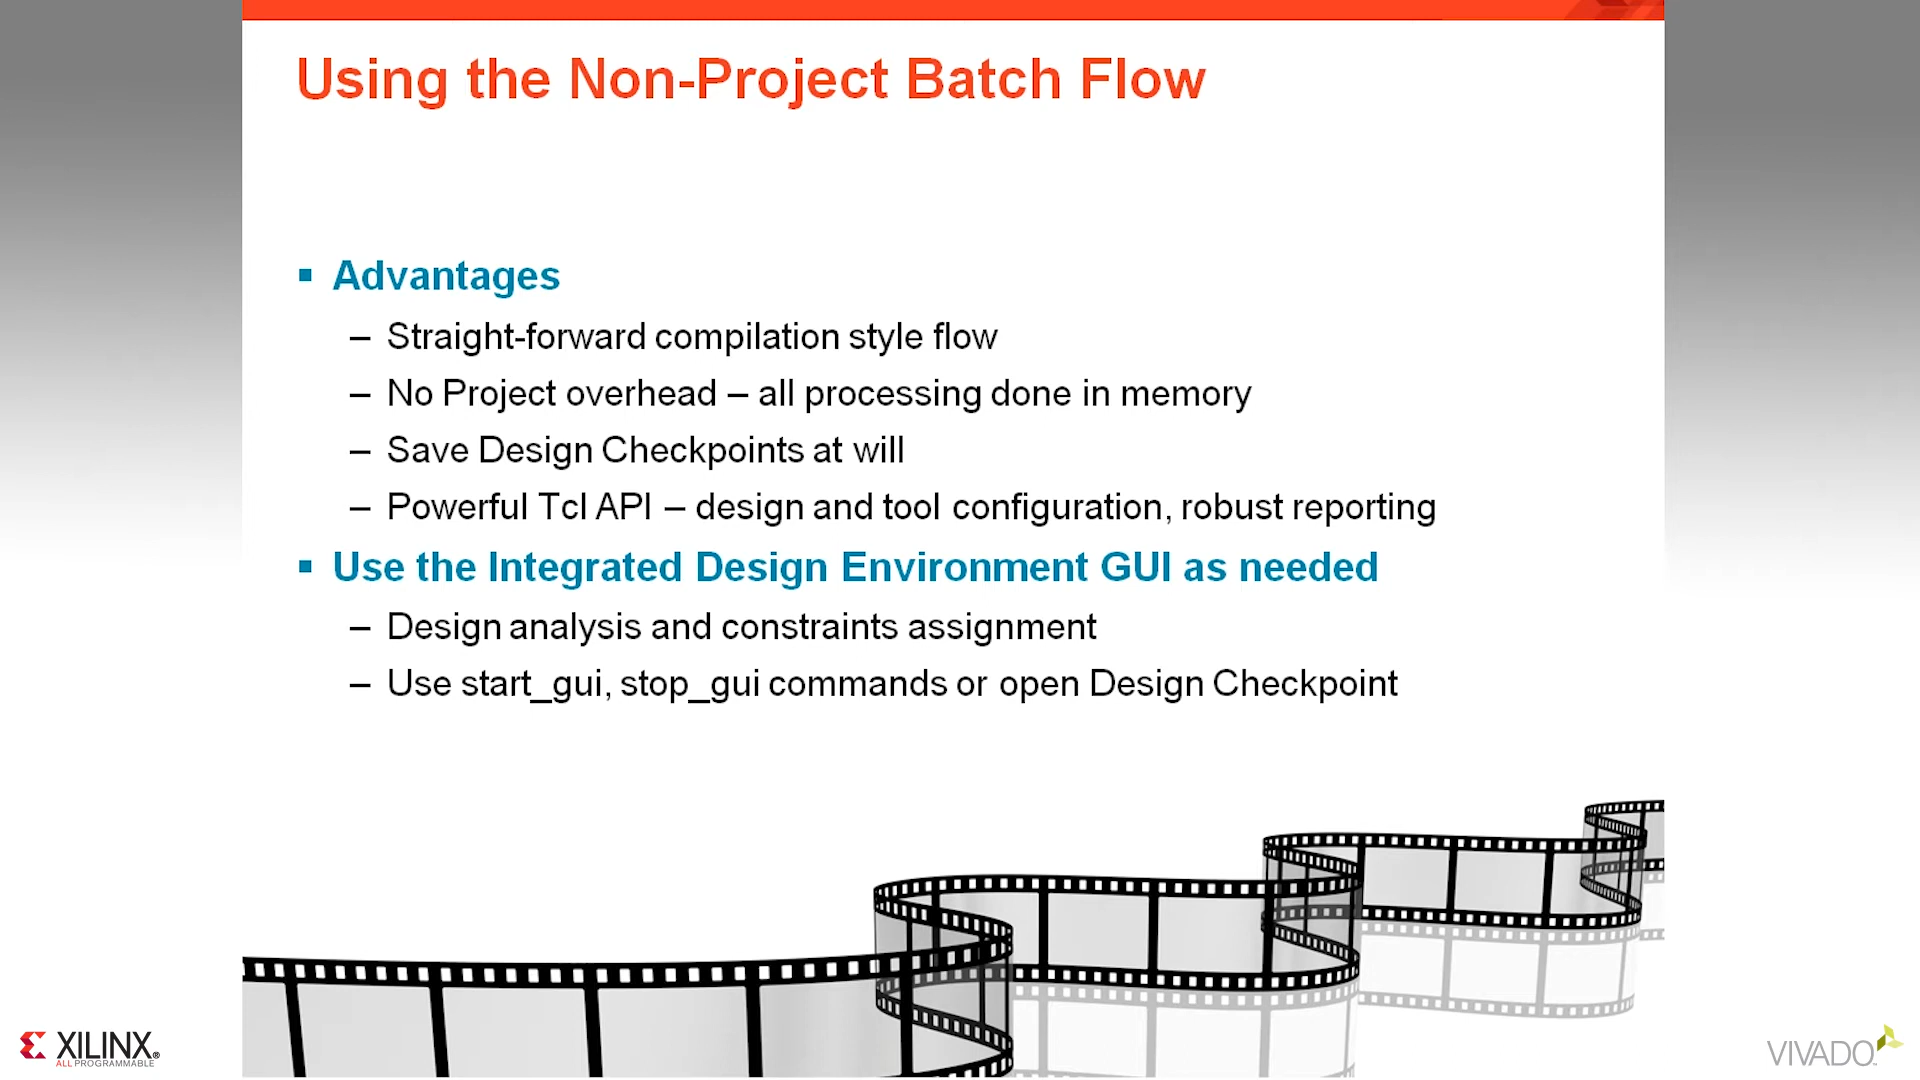 Using the Non-Project Batch Flow
▪ Advantages
– Straight-forward compilation style flow
– No Project overhead – all processing done in memory
– Save Design Checkpoints at will
– Powerful Tcl API – design and tool configuration, robust reporting
▪ Use the Integrated Design Environment GUI as needed
– Design analysis and constraints assignment
– Use start_gui, stop_gui commands or open Design Checkpoint
XILINX®
ALL PROGRAMMABLE
VIVADO™